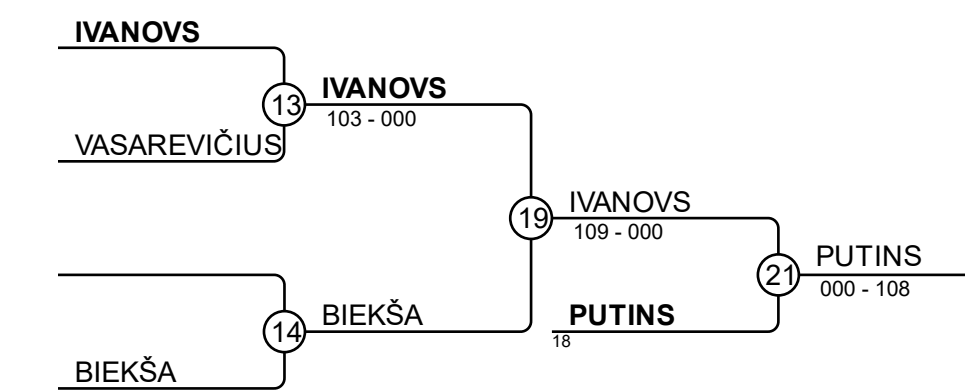 IVANOVS
13
IVANOVS
103 - 000
VASAREVIČIUS
19
IVANOVS
109 - 000
21
PUTINS
000 - 108
14
BIEKŠA
PUTINS
18
BIEKŠA